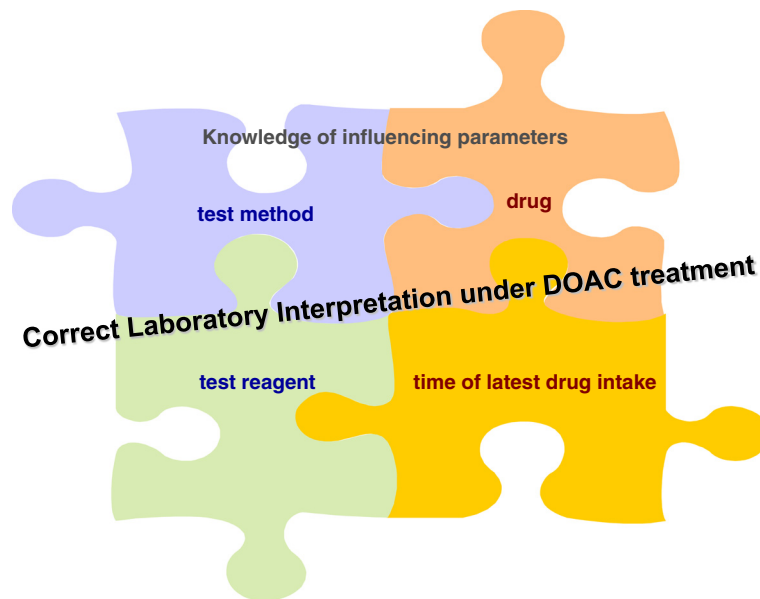 Knowledge of influencing parameters
test method
drug
Correct Laboratory Interpretation under DOAC treatment
test reagent
time of latest drug intake